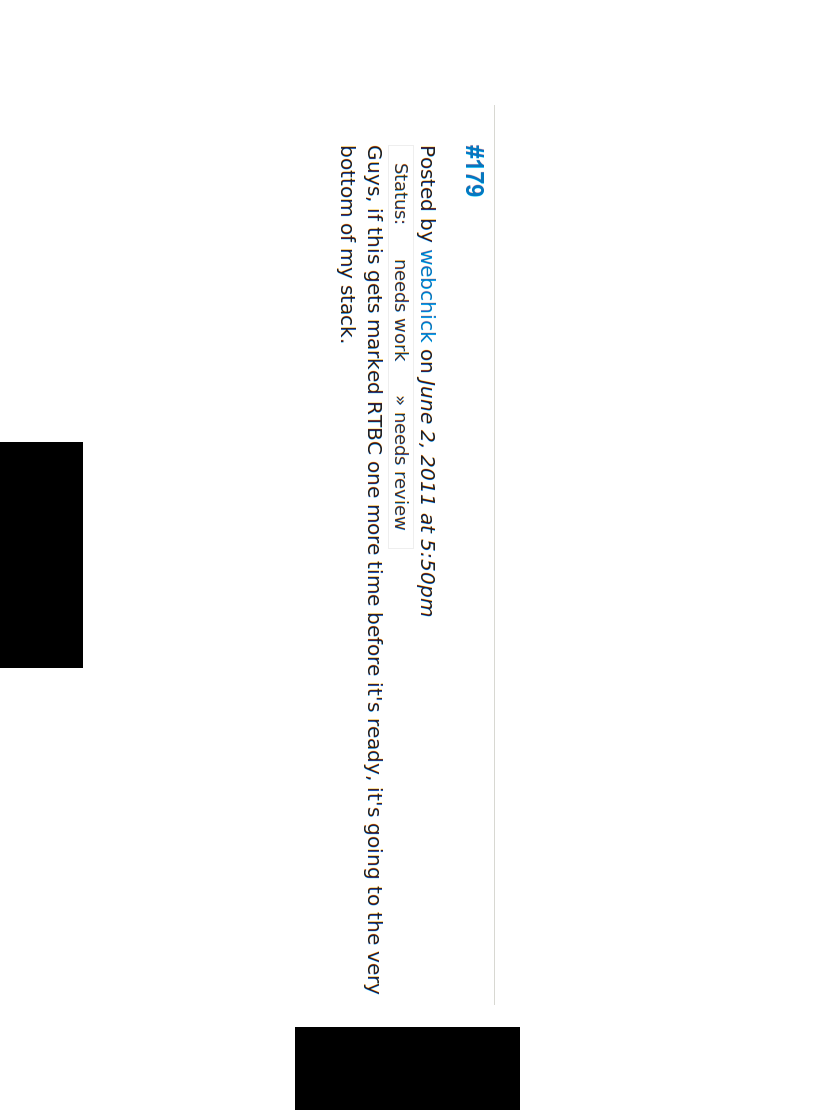 #179
Posted by webchick on June 2, 2011 at 5:50pm
Status: needs work » needs review
Guys, if this gets marked RTBC one more time before it's ready, it's going to the very
bottom of my stack.